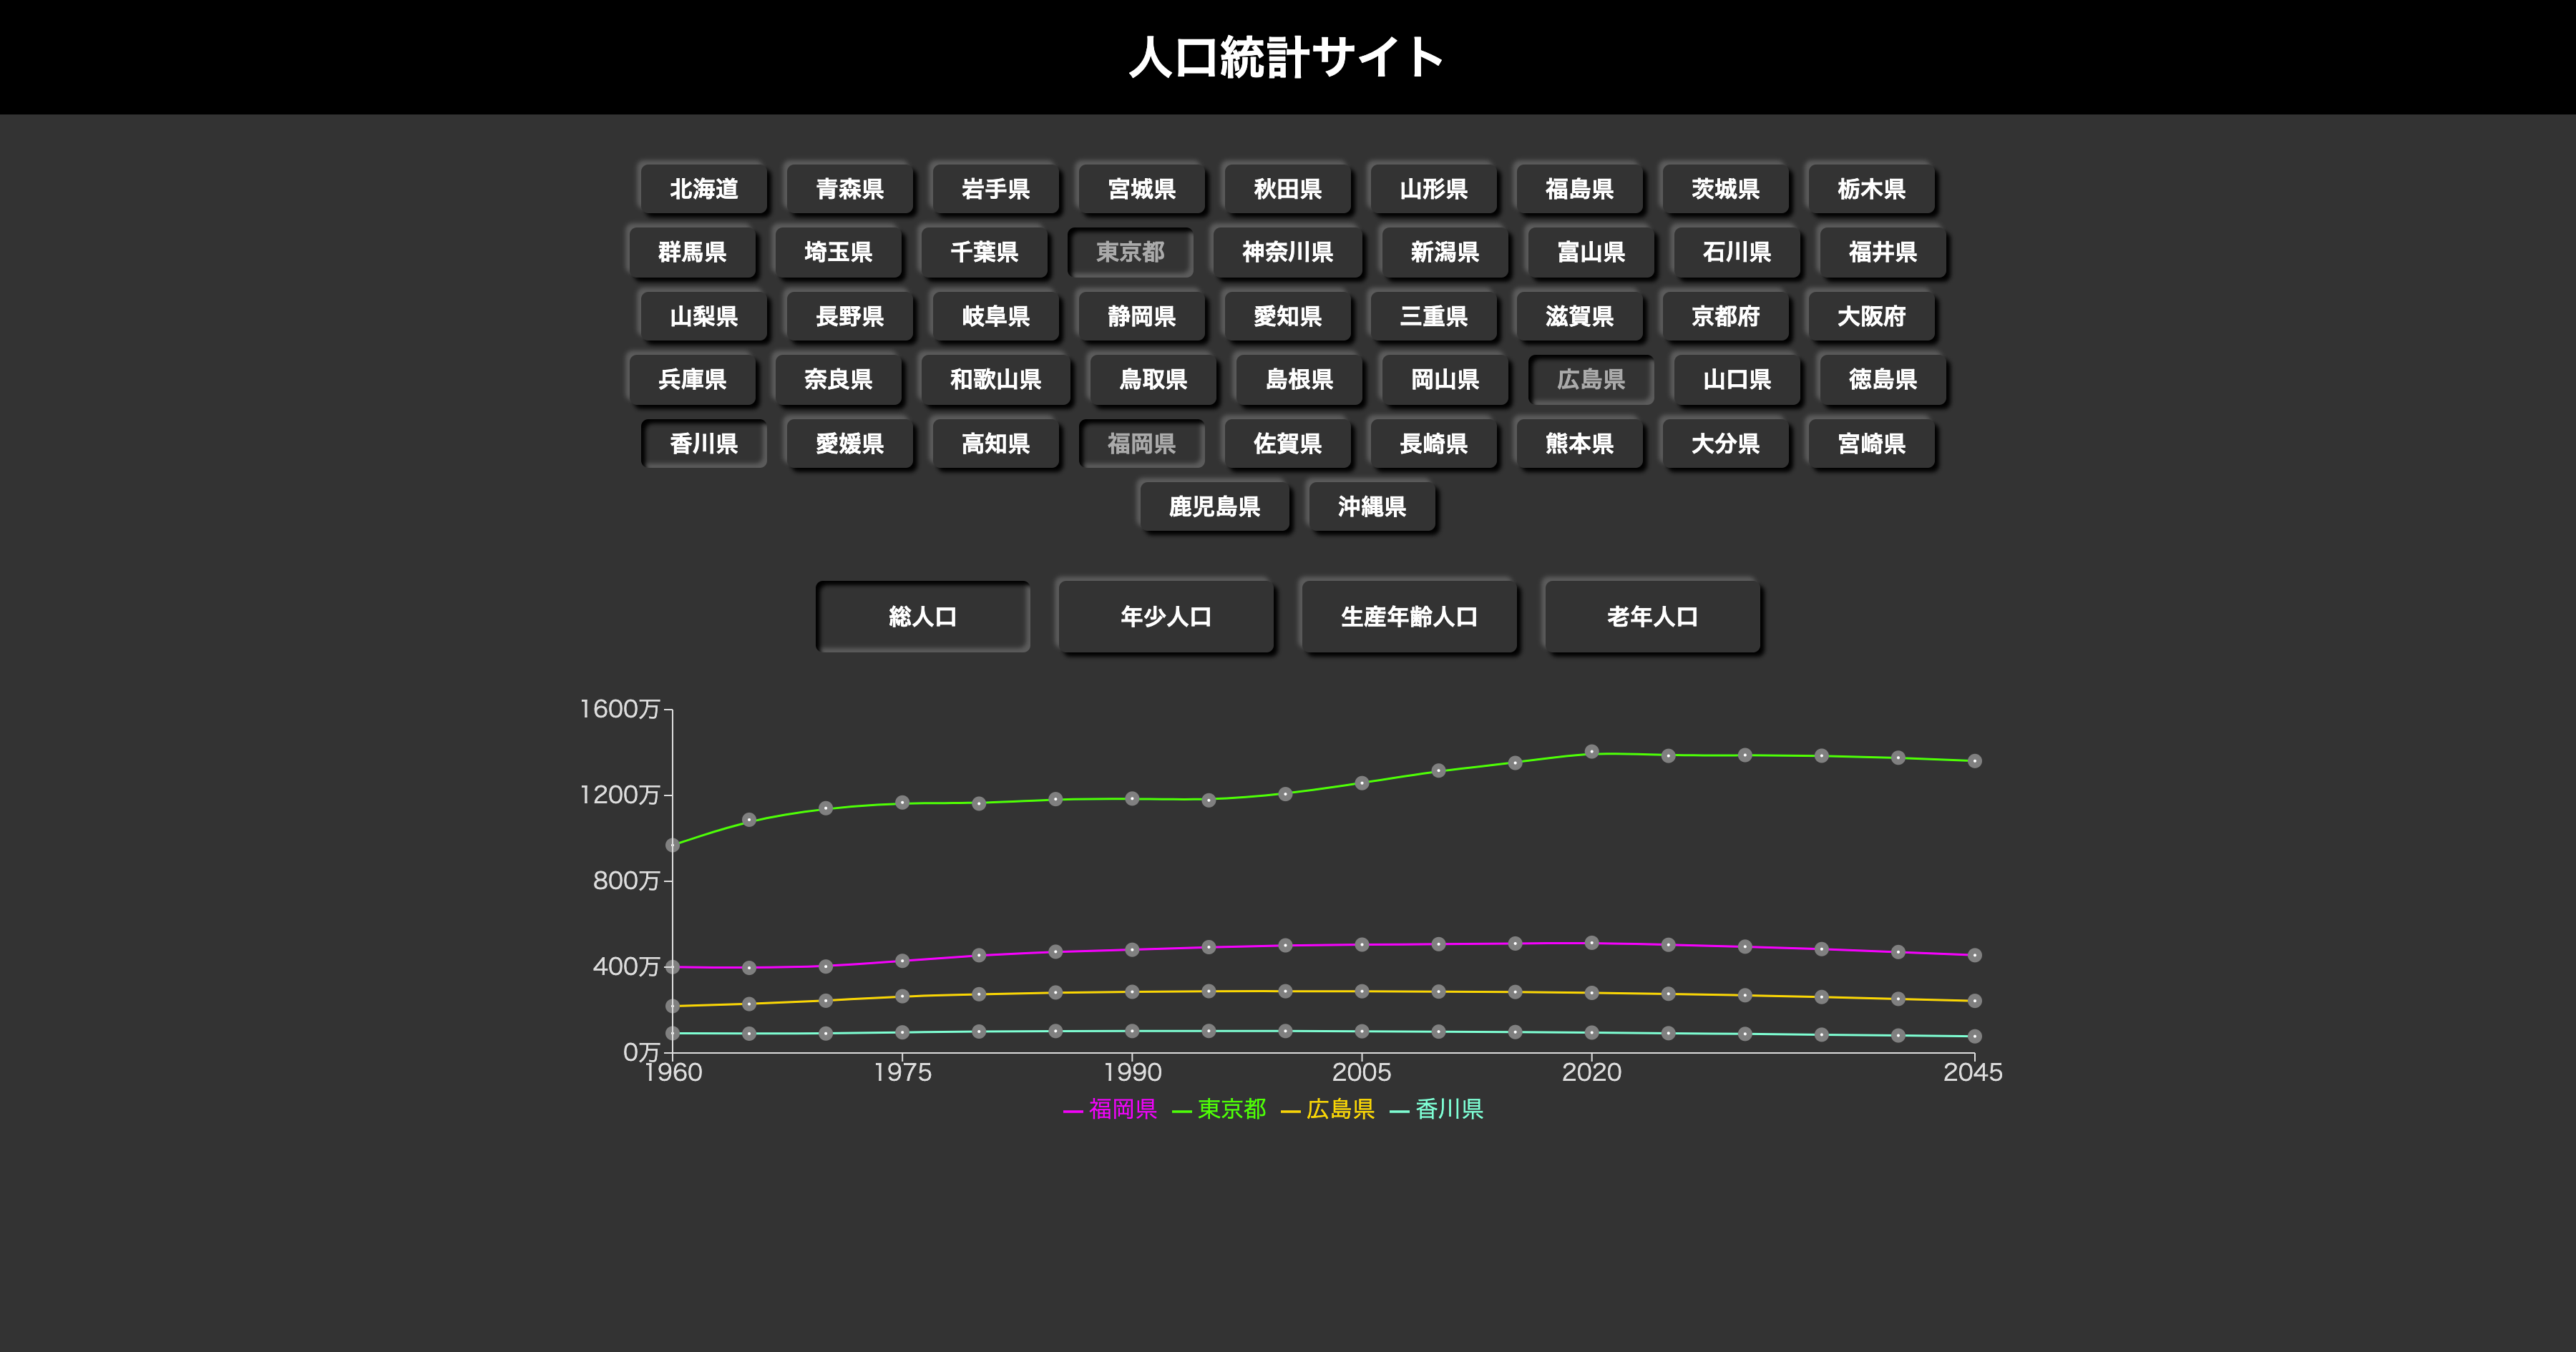 人口統計サイト
北海道 青森県 岩手県 宮城県 秋田県 山形県 福島県 茨城県 栃木県
群馬県 埼玉県 千葉県 東京都 神奈川県 新潟県 富山県 石川県 福井県
山梨県 長野県 岐阜県 静岡県 愛知県 三重県 滋賀県 京都府 大阪府
兵庫県 奈良県 和歌山県 鳥取県 島根県 岡山県 広島県 山口県 徳島県
香川県 愛媛県 高知県 福岡県 佐賀県 長崎県 熊本県 大分県 宮崎県
鹿児島県 沖縄県
総人口 年少人口 生産年齢人口 老年人口
1600万
1200万
800万
400万
0万
1960 1975 1990 2005 2020 2045
福岡県 東京都 広島県 香川県